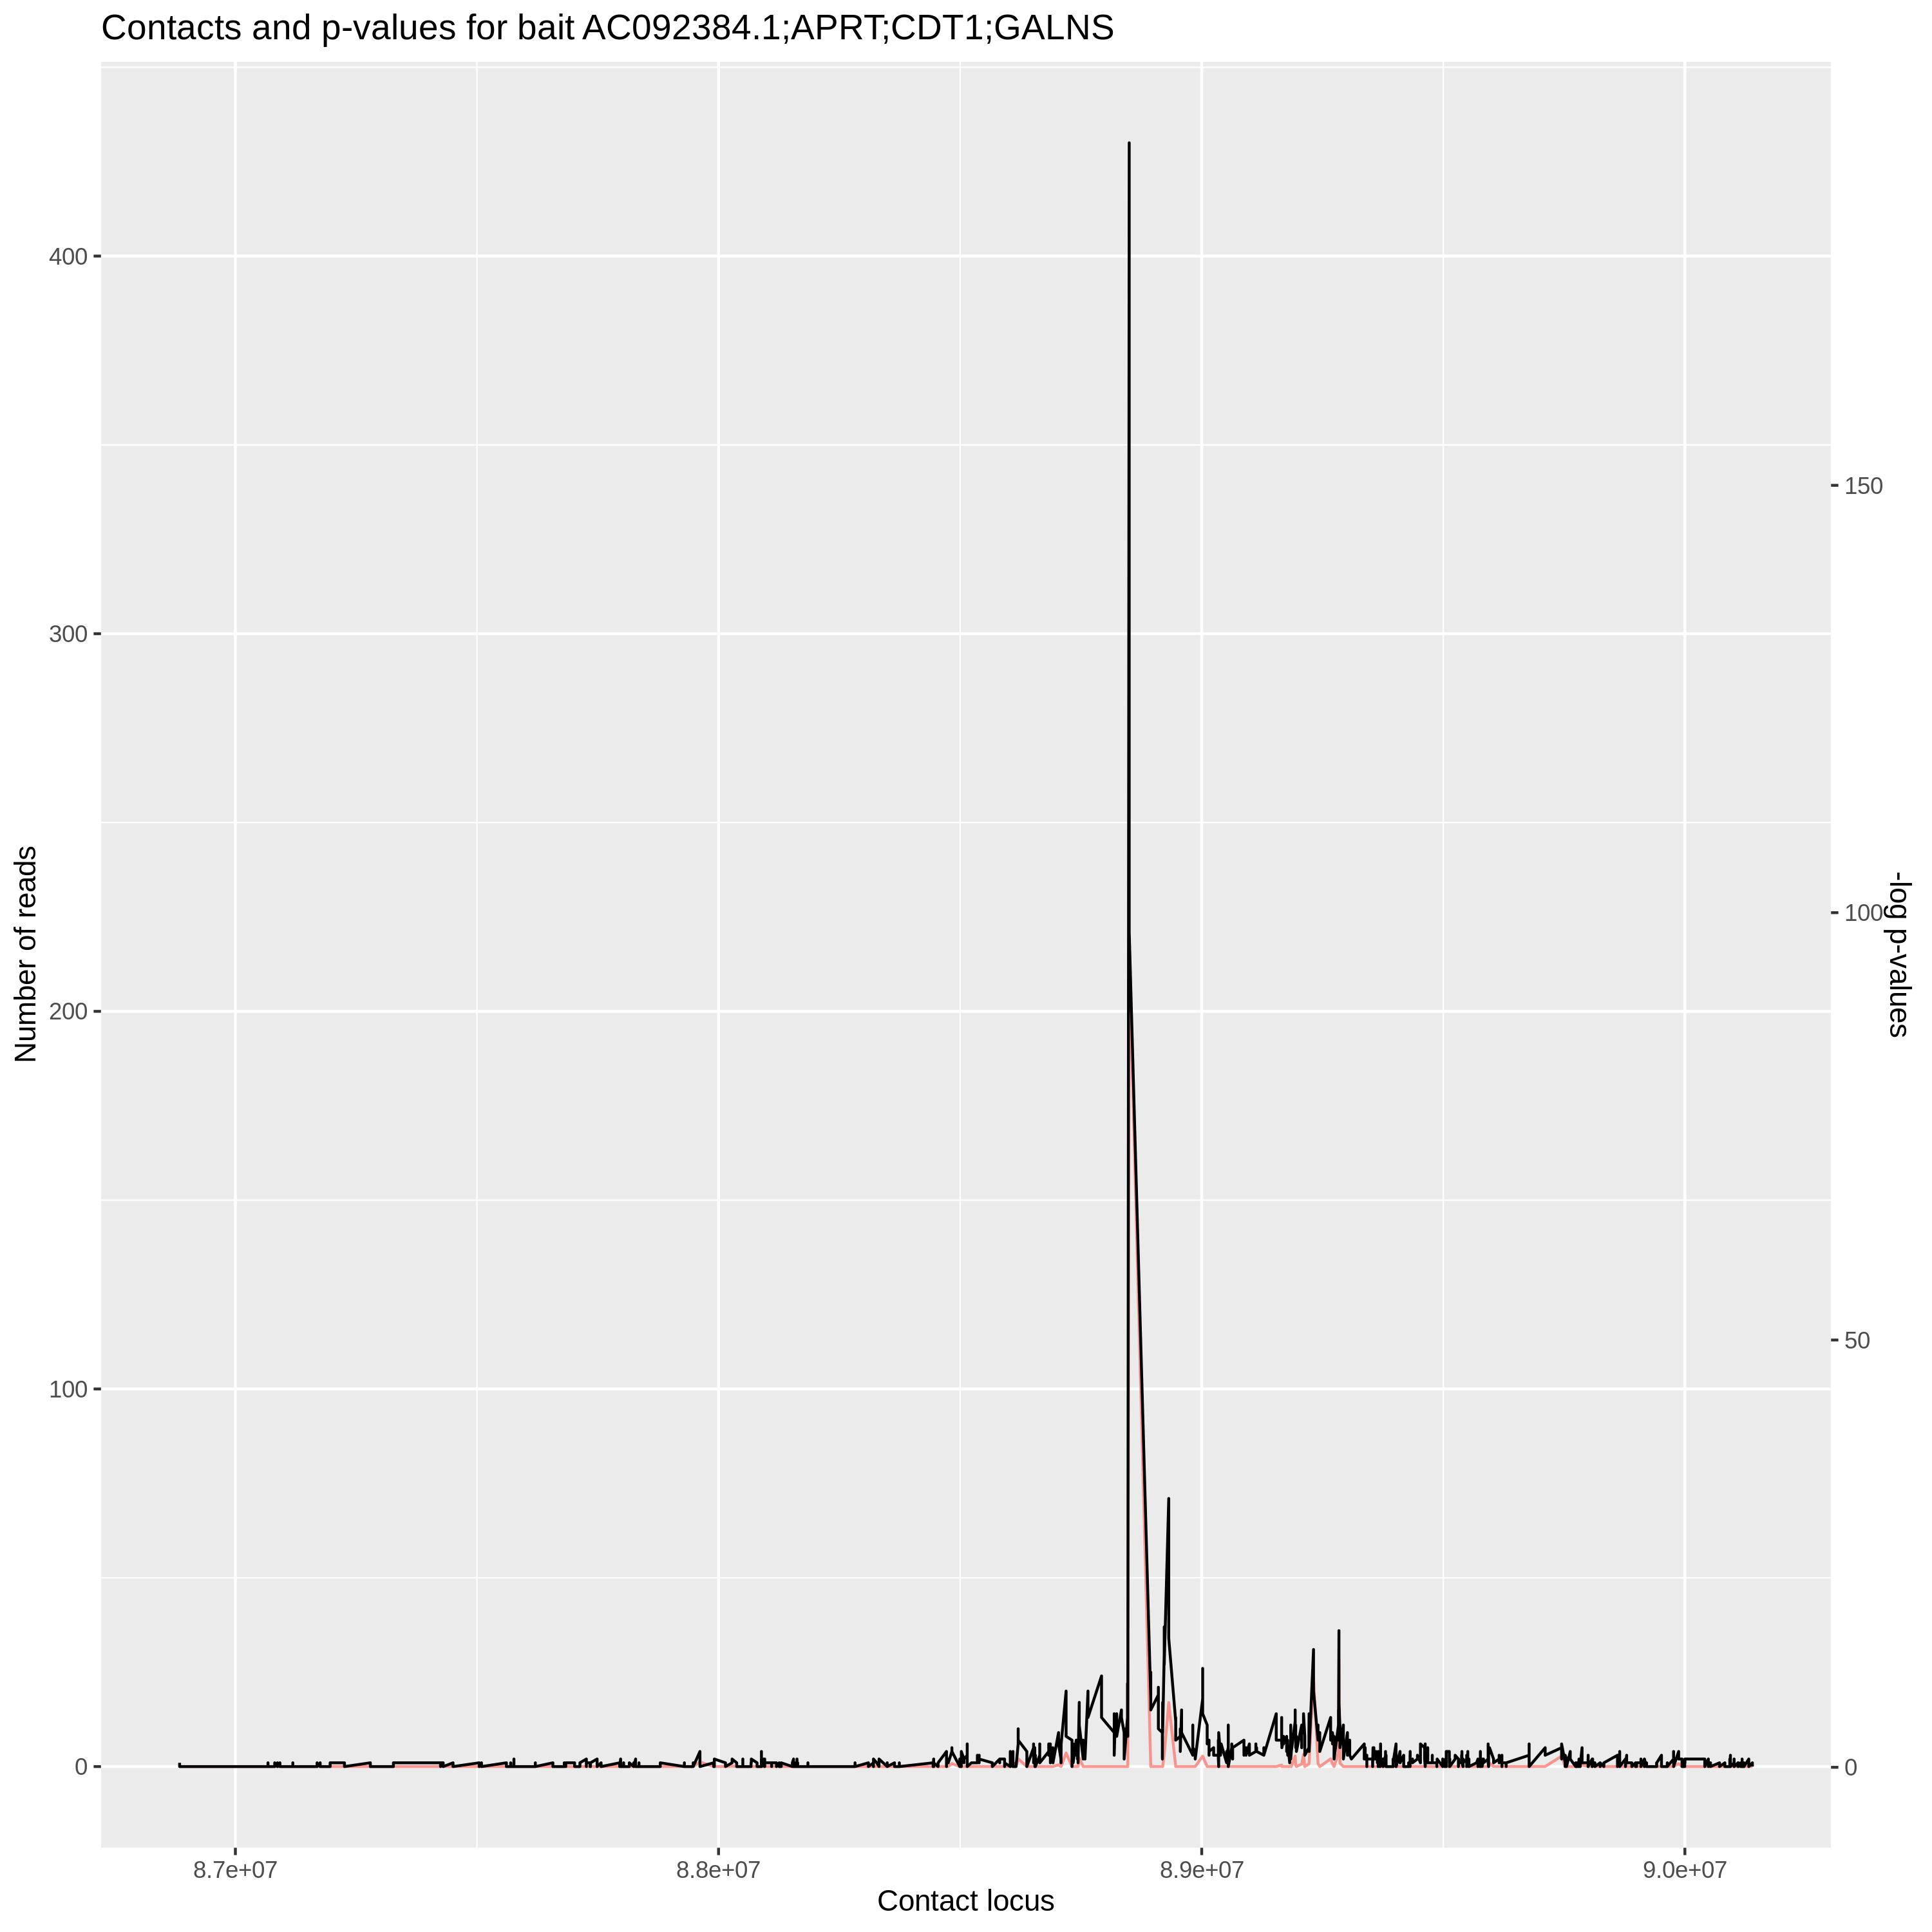 Contacts and p-values for bait AC092384.1;APRT;CDT1;GALNS
400
300
200
100
0
Number of reads
150
100
50
0
-log p-values
8.7e+07
8.8e+07
8.9e+07
9.0e+07
Contact locus